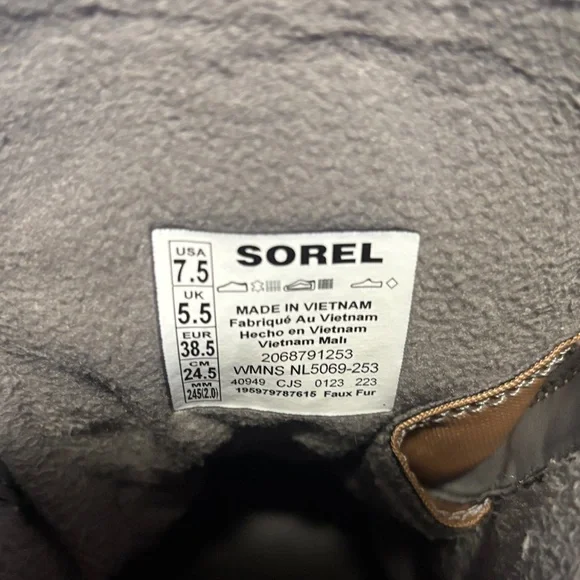 SOREL
USA
7.5
UK
5.5
EUR
38.5
CM
24.5
MM
245(2.0)
MADE IN VIETNAM
Fabriqué Au Vietnam
Hecho en Vietnam
Vietnam Malı
2068791253
WMNS NL5069-253
40949 CJS 0123 223
195979787615 Faux Fur